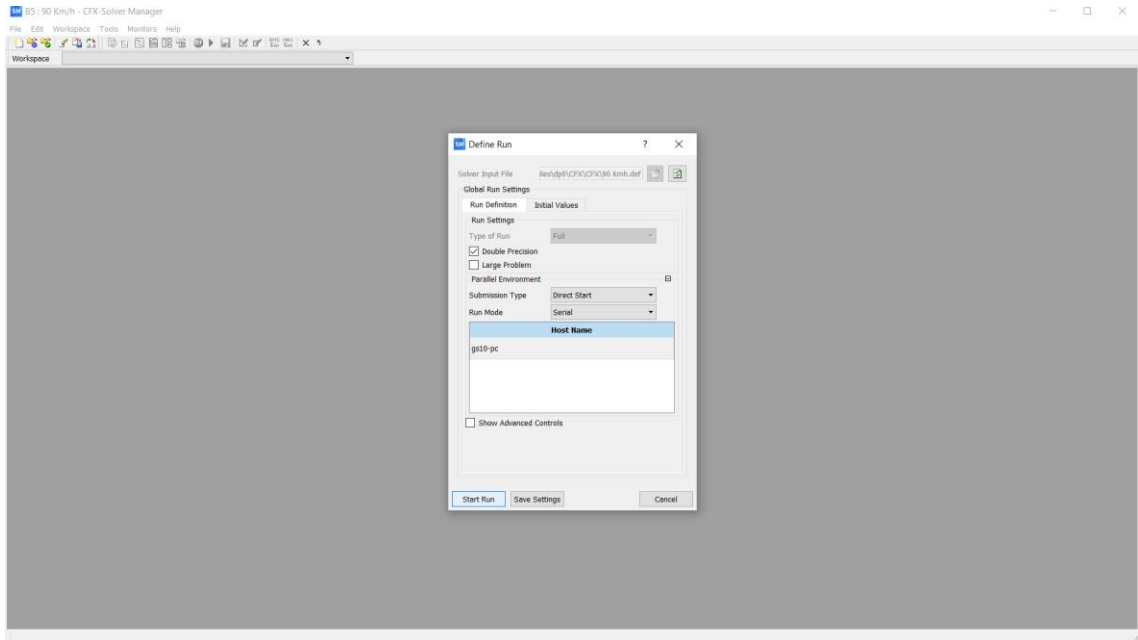 B5 : 90 Km/h - CFX-Solver Manager
File Edit Workspace Tools Monitors Help
Workspace
Define Run ? ×
Solver Input File iles\dp0\CFX\CFX\90 Kmh.def
Global Run Settings
Run Definition Initial Values
Run Settings
Type of Run Full
Double Precision
Large Problem
Parallel Environment
Submission Type Direct Start
Run Mode Serial
Host Name
gs10-pc
Show Advanced Controls
Start Run Save Settings Cancel